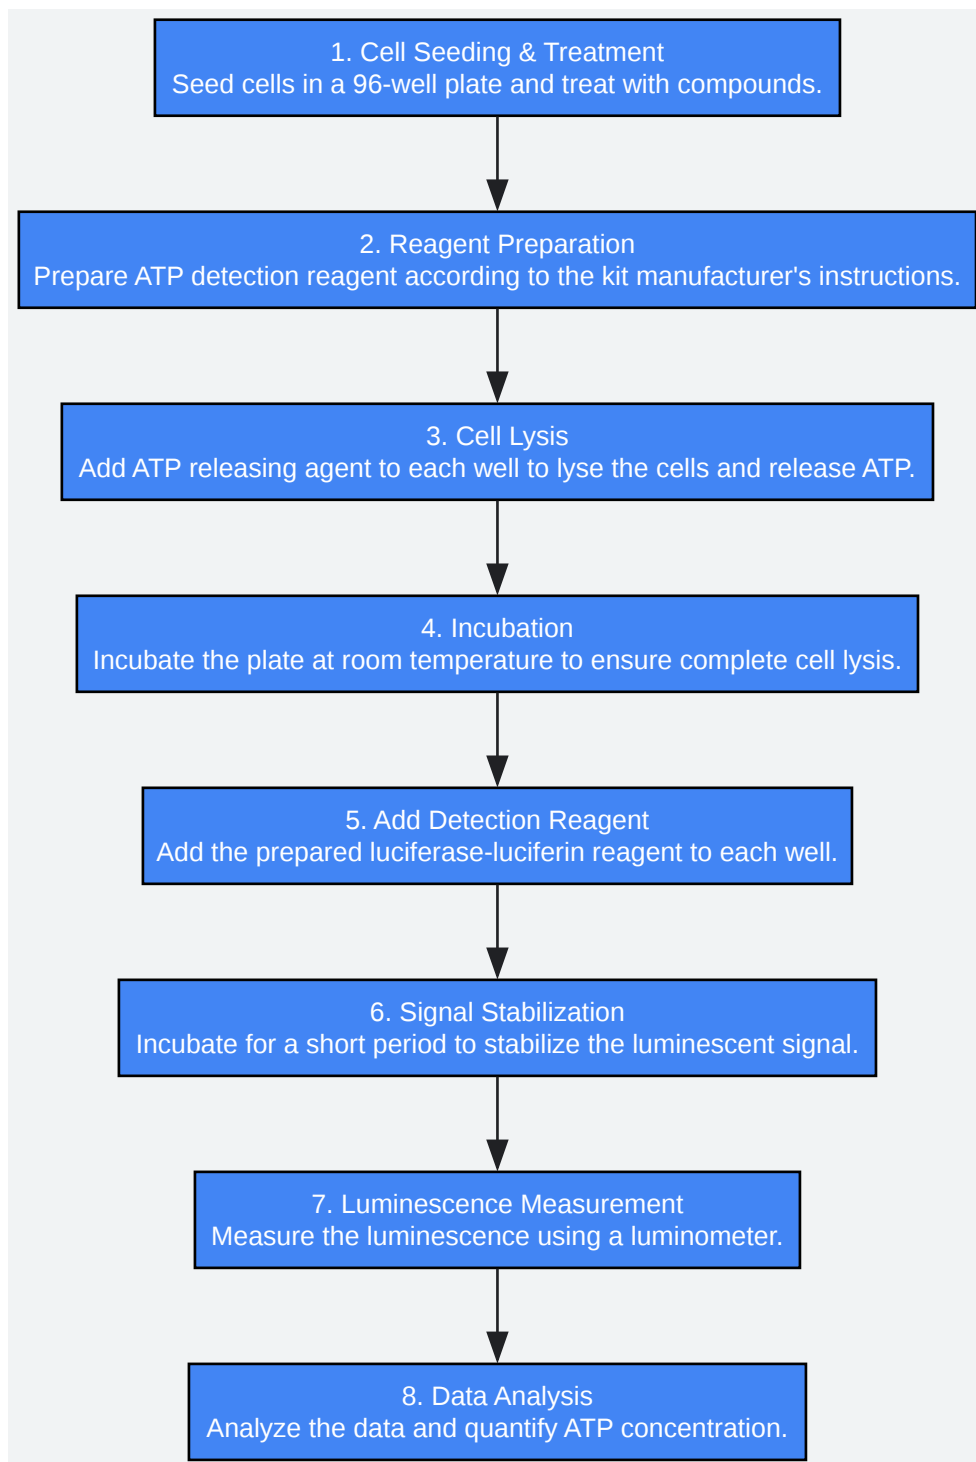 1. Cell Seeding & Treatment
Seed cells in a 96-well plate and treat with compounds.
2. Reagent Preparation
Prepare ATP detection reagent according to the kit manufacturer's instructions.
3. Cell Lysis
Add ATP releasing agent to each well to lyse the cells and release ATP.
4. Incubation
Incubate the plate at room temperature to ensure complete cell lysis.
5. Add Detection Reagent
Add the prepared luciferase-luciferin reagent to each well.
6. Signal Stabilization
Incubate for a short period to stabilize the luminescent signal.
7. Luminescence Measurement
Measure the luminescence using a luminometer.
8. Data Analysis
Analyze the data and quantify ATP concentration.